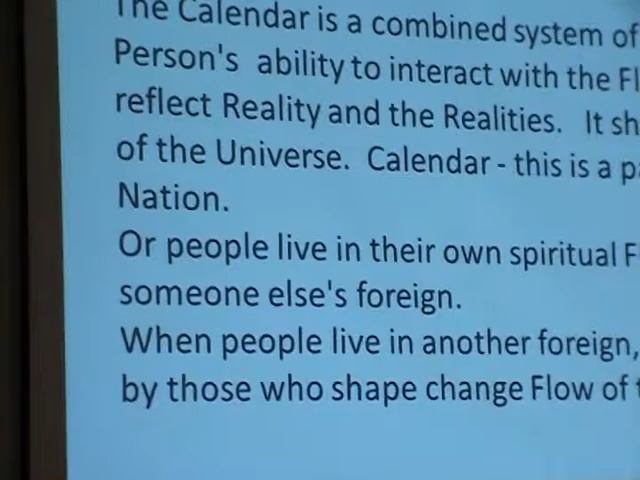 The Calendar is a combined system of
Person's ability to interact with the
reflect Reality and the Realities. It
of the Universe. Calendar - this is a
Nation.
Or people live in their own spiritual
someone else's foreign.
When people live in another foreign,
by those who shape change Flow of